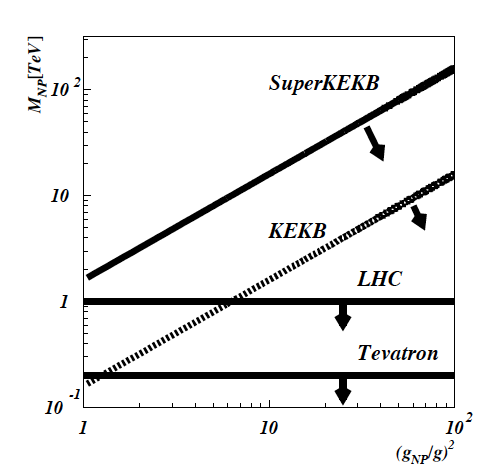 M_NP[TeV]
10^2
SuperKEKB
10
KEKB
LHC
1
Tevatron
10^-1
1 10 10^2
(g_NP/g)^2